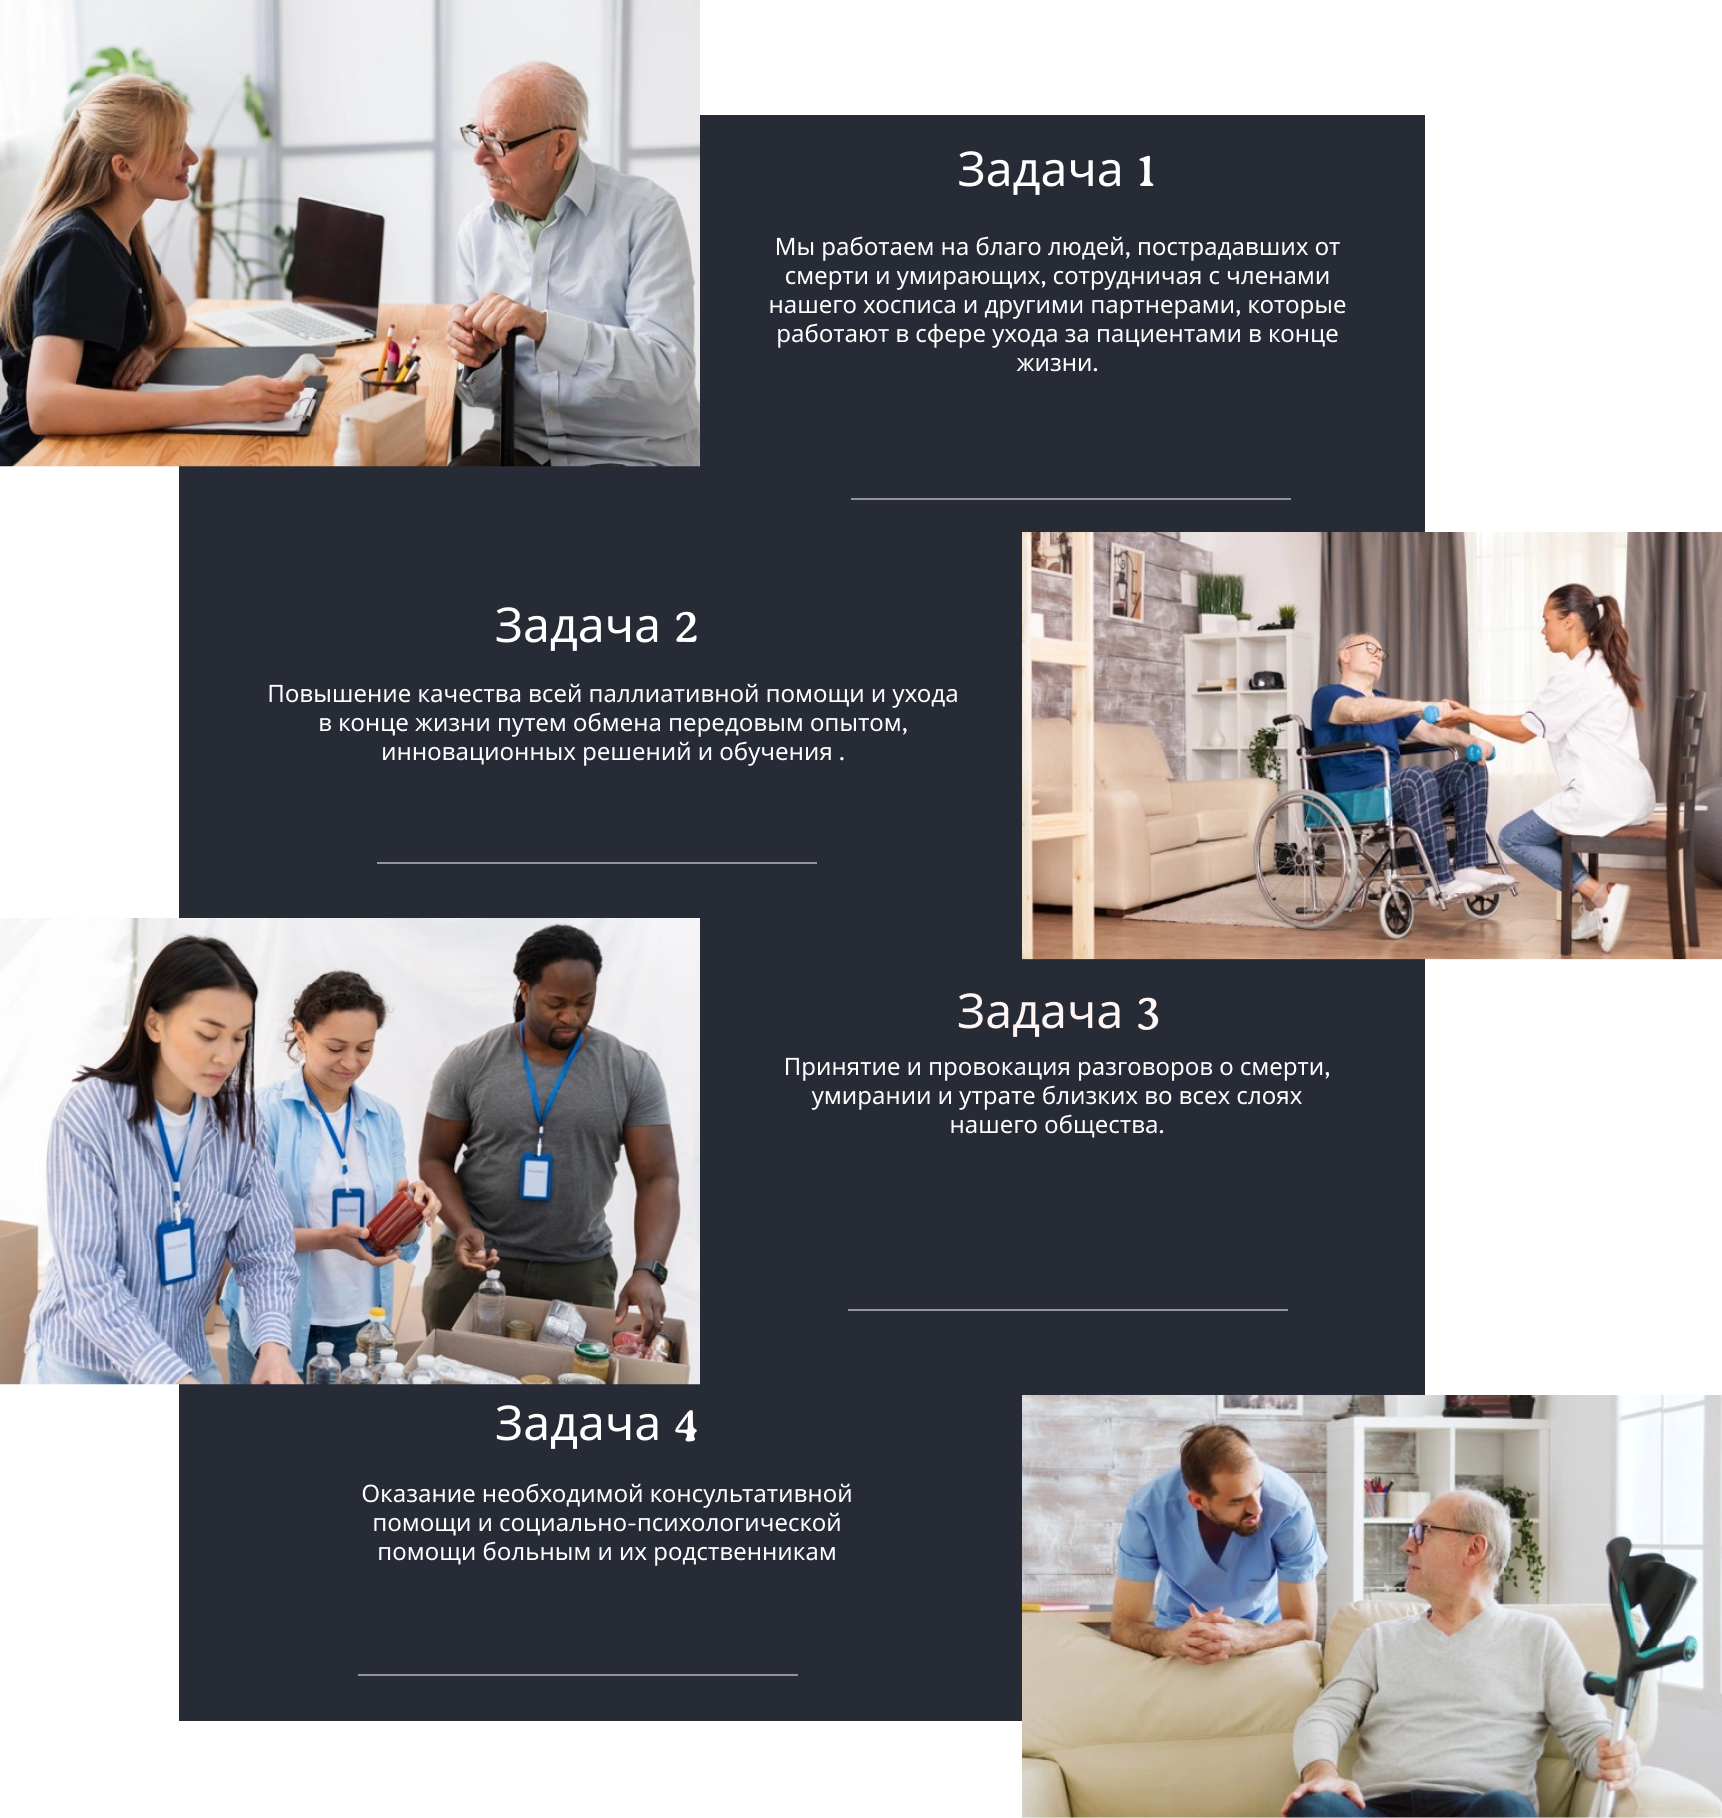 Задача 1
Мы работаем на благо людей, пострадавших от
смерти и умирающих, сотрудничая с членами
нашего хосписа и другими партнерами, которые
работают в сфере ухода за пациентами в конце
жизни.
Задача 2
Повышение качества всей паллиативной помощи и ухода
в конце жизни путем обмена передовым опытом,
инновационных решений и обучения .
Задача 3
Принятие и провокация разговоров о смерти,
умирании и утрате близких во всех слоях
нашего общества.
Задача 4
Оказание необходимой консультативной
помощи и социально-психологической
помощи больным и их родственникам